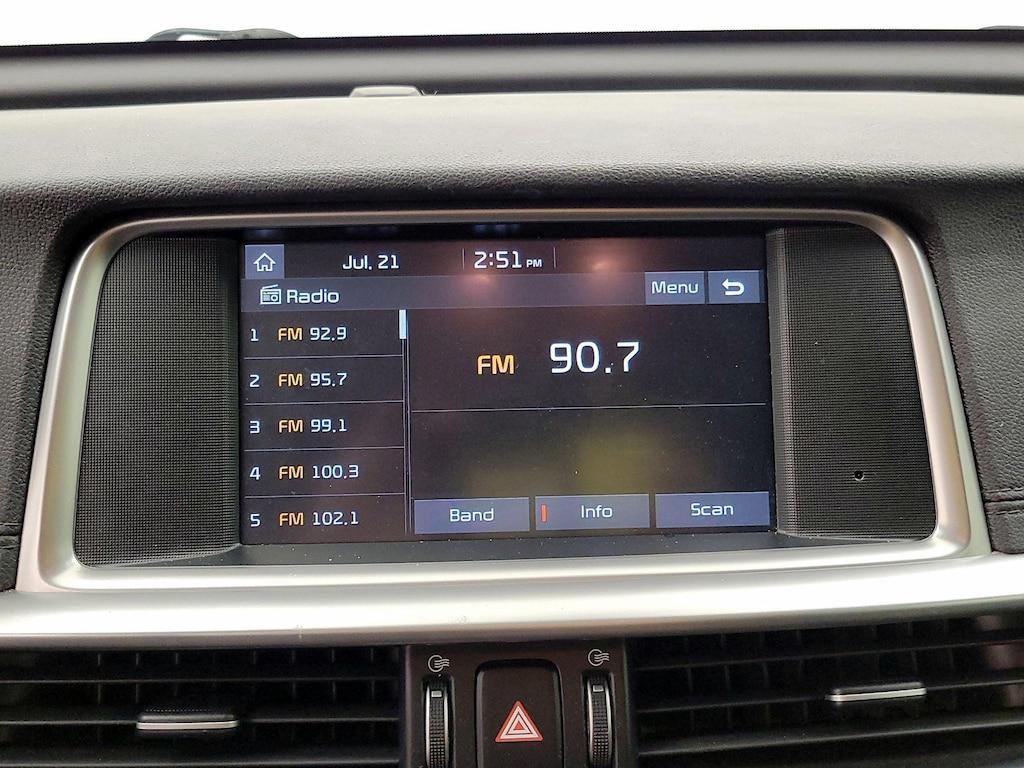 Jul. 21 2:51 PM
Radio Menu
1 FM 92.9
2 FM 95.7
3 FM 99.1
4 FM 100.3
5 FM 102.1
FM 90.7
Band Info Scan